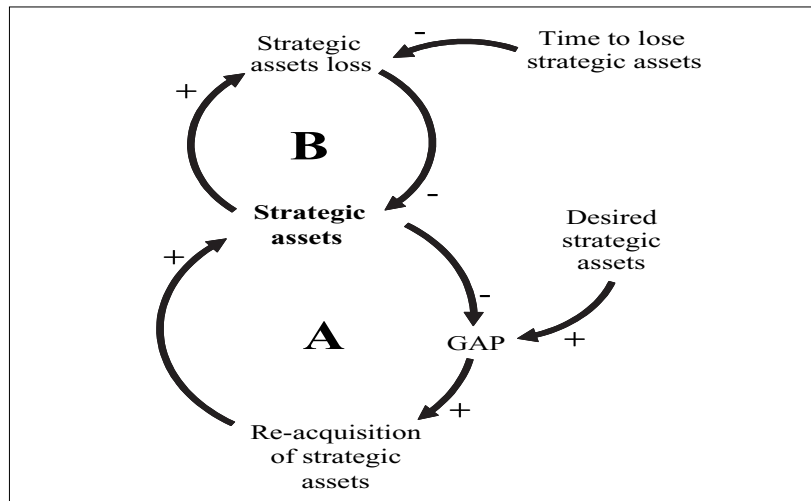 Strategic
assets loss
-
Time to lose
strategic assets
+
B
-
Strategic
assets
Desired
strategic
assets
+
-
A
GAP
+
+
Re-acquisition
of strategic
assets